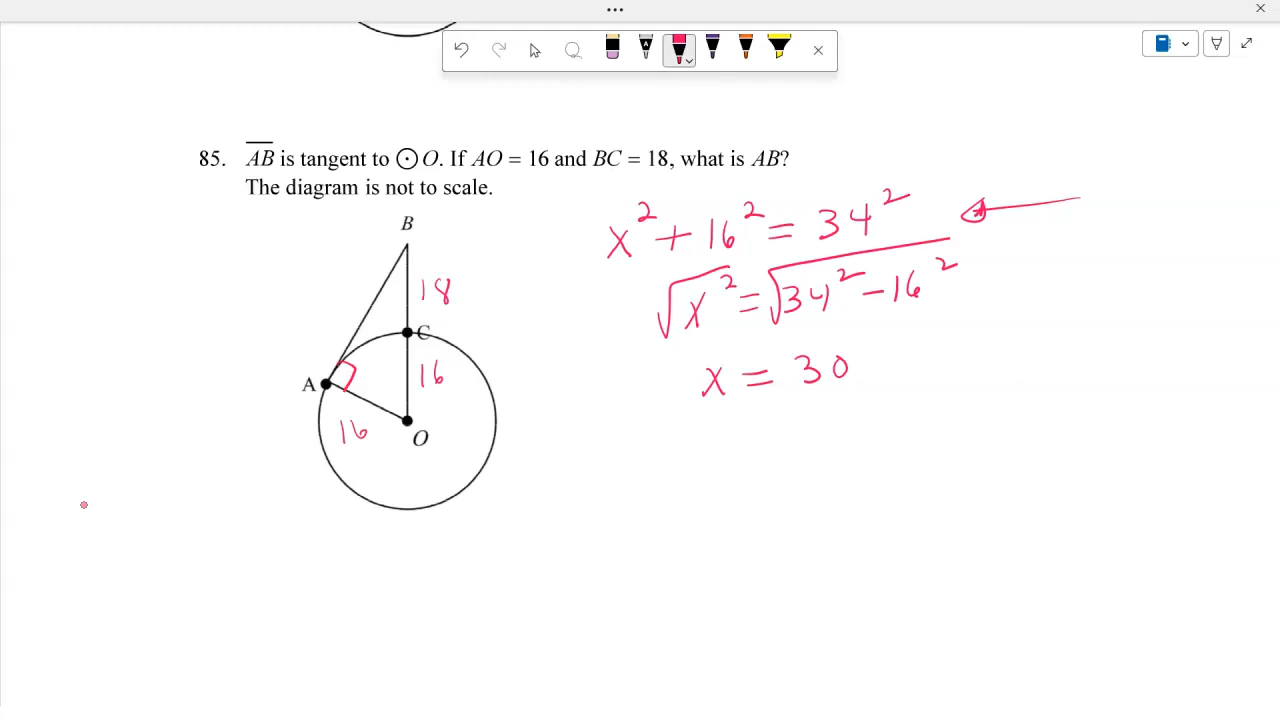 85. AB is tangent to ⊙ O. If AO = 16 and BC = 18, what is AB?
The diagram is not to scale.
x² + 16² = 34²
B
√x² = √34² − 16²
18
C
x = 30
16
A
16
O